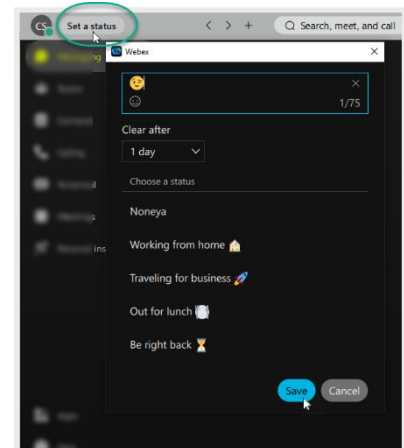 CS Set a status < > + Search, meet, and call
Webex ×
😉 ×
1/75
Clear after
1 day
Choose a status
Noneya
Working from home 🏠
Traveling for business 🚀
Out for lunch 🍽️
Be right back ⏳
Save Cancel